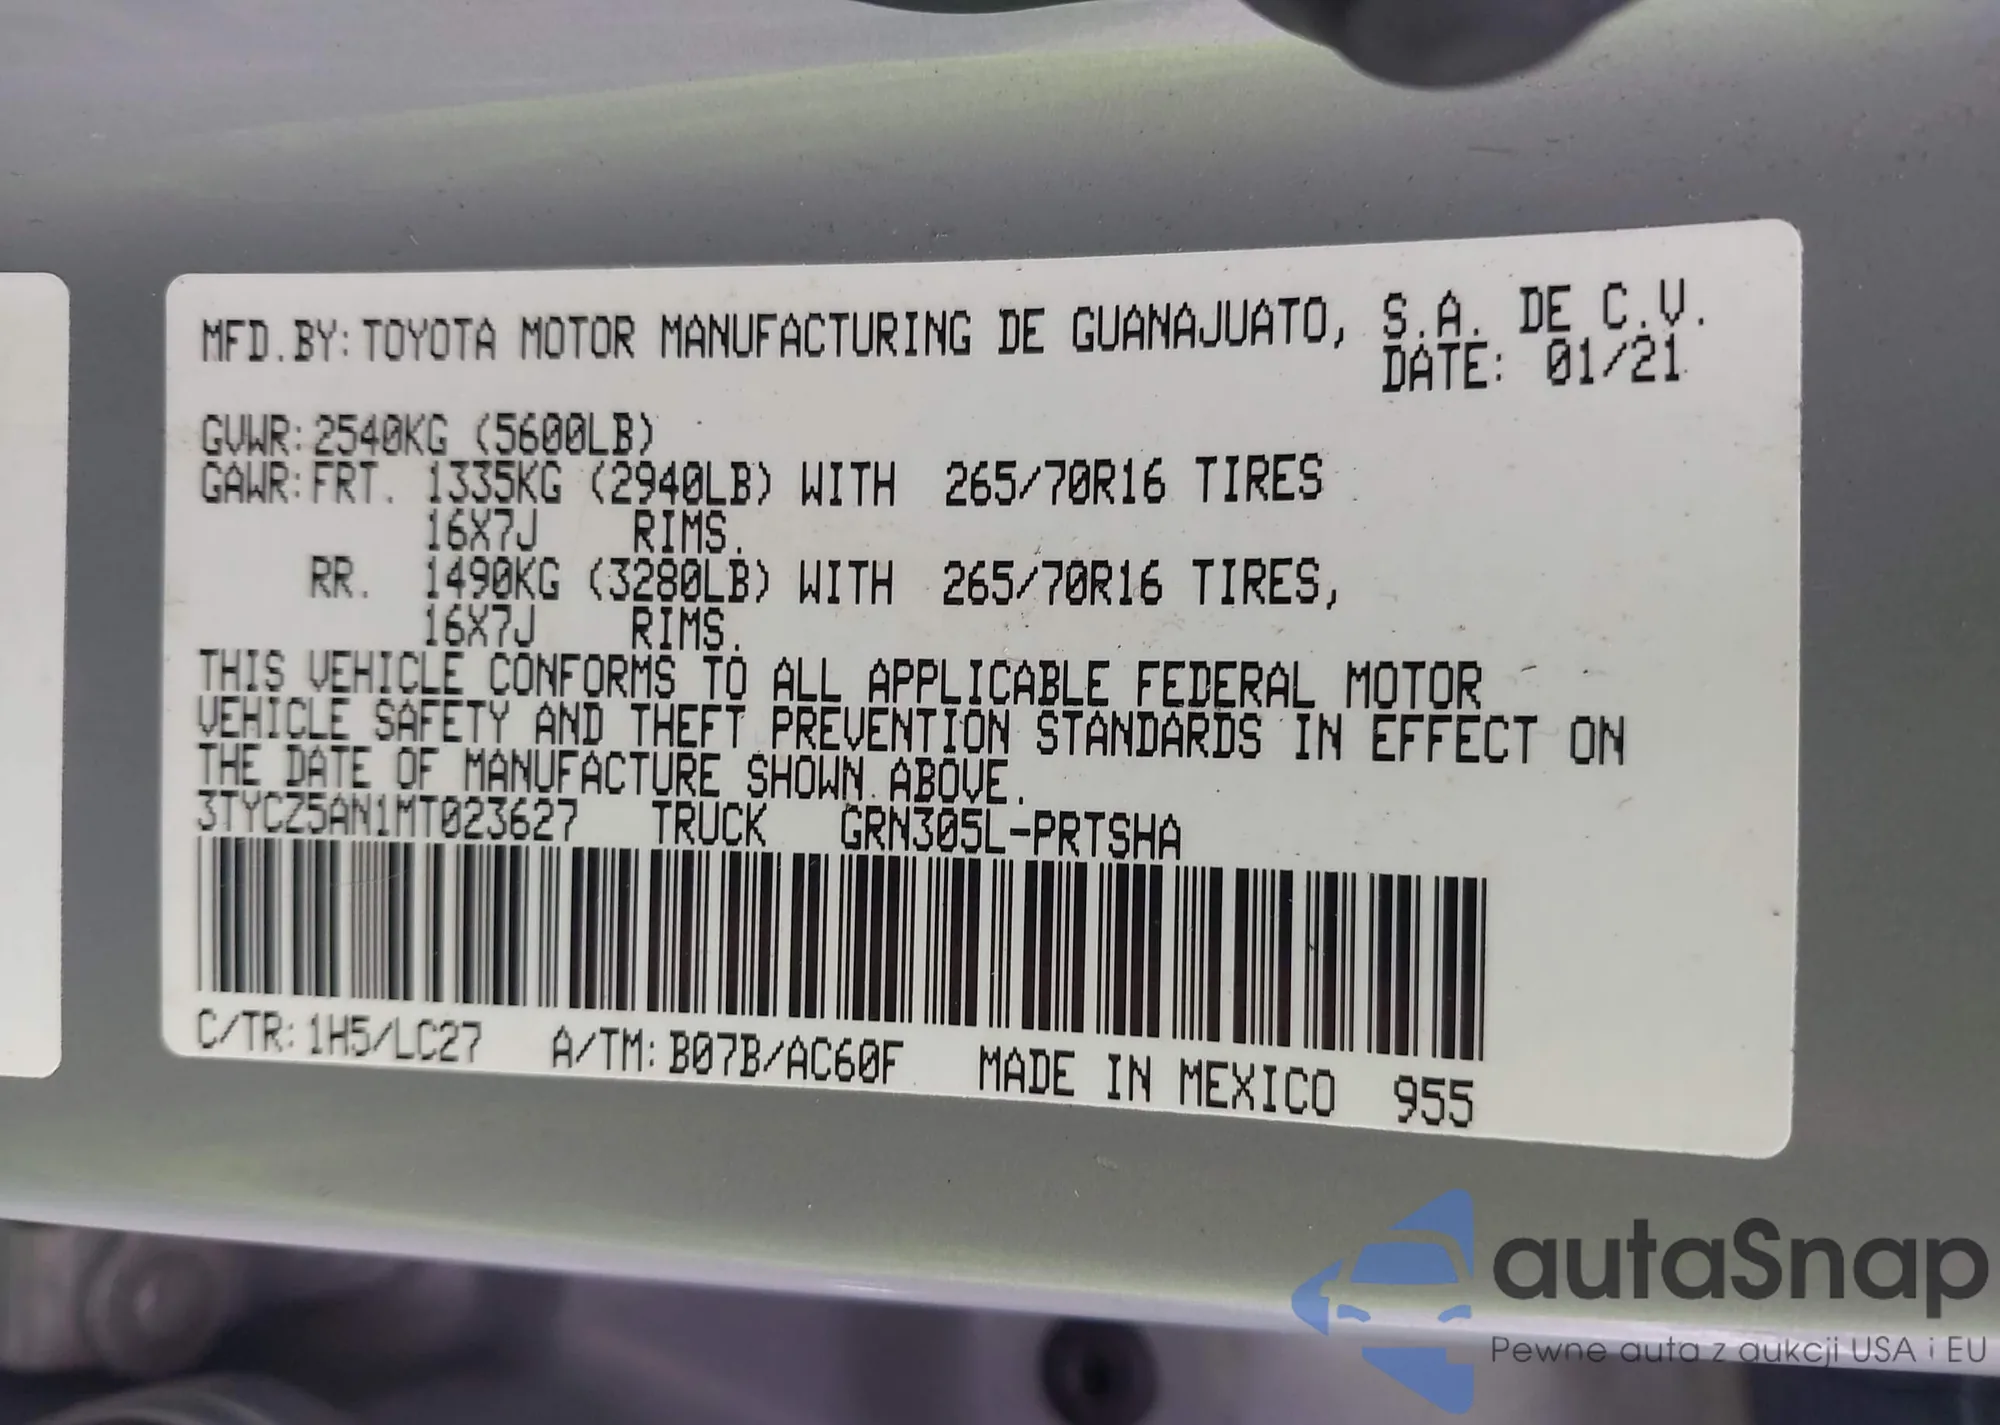 MFD.BY:TOYOTA MOTOR MANUFACTURING DE GUANAJUATO, S.A. DE C.V.
DATE: 01/21
GVWR:2540KG (5600LB)
GAWR:FRT. 1335KG (2940LB) WITH 265/70R16 TIRES
16X7J RIMS.
RR. 1490KG (3280LB) WITH 265/70R16 TIRES,
16X7J RIMS.
THIS VEHICLE CONFORMS TO ALL APPLICABLE FEDERAL MOTOR
VEHICLE SAFETY AND THEFT PREVENTION STANDARDS IN EFFECT ON
THE DATE OF MANUFACTURE SHOWN ABOVE.
3TYCZ5AN1MT023627 TRUCK GRN305L-PRTSHA
C/TR:1H5/LC27 A/TM:B07B/AC60F MADE IN MEXICO 955
autaSnap
Pewne auta z aukcji USA i EU